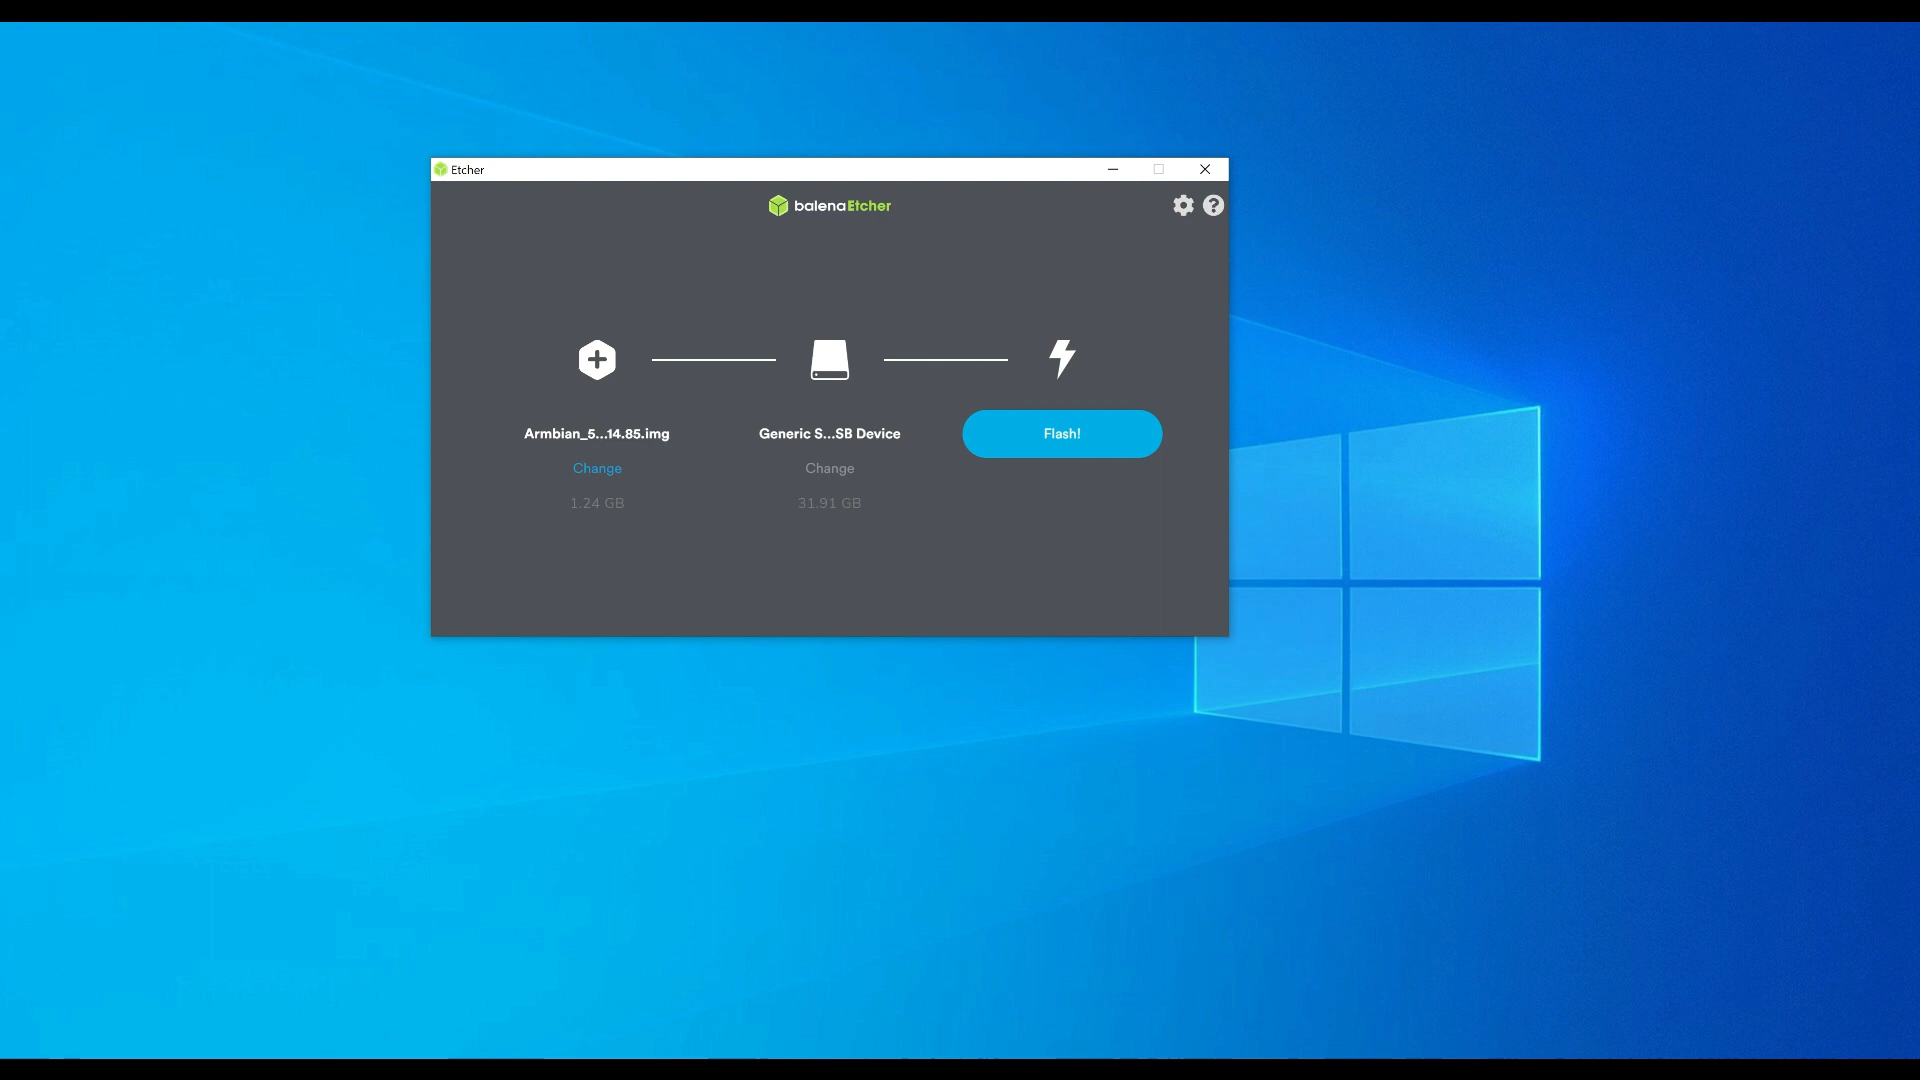 Etcher
balenaEtcher
Armbian_5...14.85.img
Generic S...SB Device
Flash!
Change
Change
1.24 GB
31.91 GB